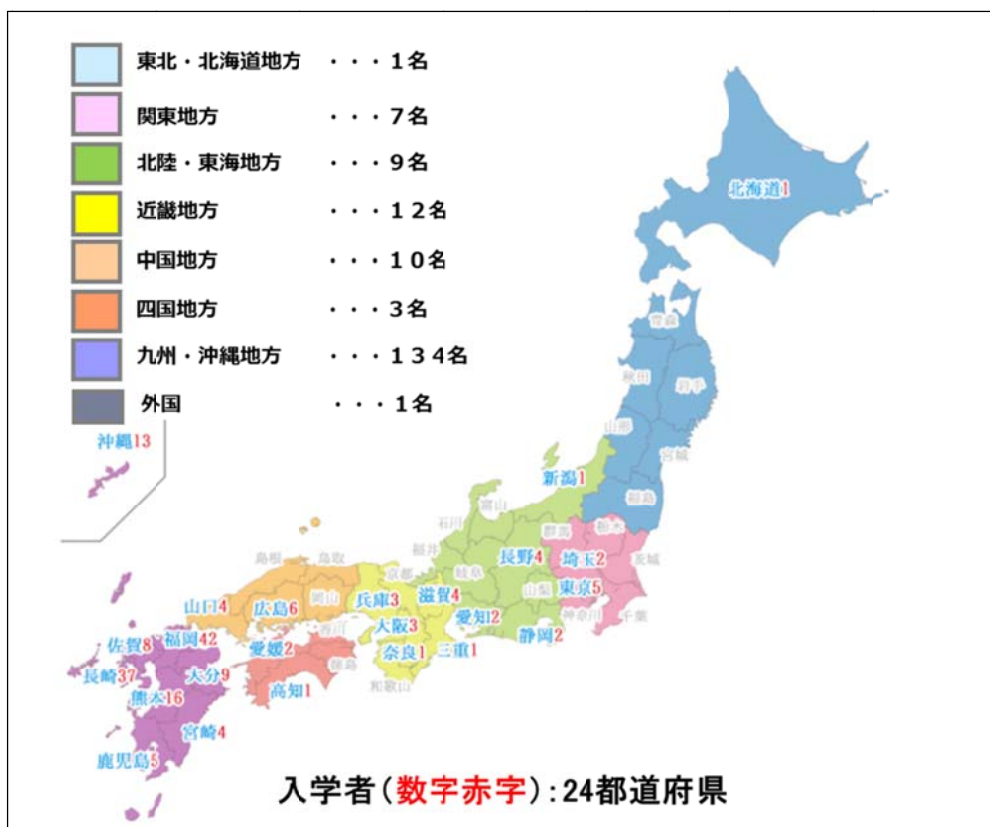 東北・北海道地方 ・・・１名
関東地方 ・・・７名
北陸・東海地方 ・・・９名
近畿地方 ・・・１２名
中国地方 ・・・１０名
四国地方 ・・・３名
九州・沖縄地方 ・・・１３４名
外国 ・・・１名
北海道1
青森
秋田
岩手
山形
宮城
福島
沖縄13
新潟1
富山
石川
福井
群馬
栃木
茨城
長野4
埼玉2
岐阜
山梨
東京5
神奈川
千葉
島根
鳥取
京都
岡山
兵庫3
滋賀4
愛知2
静岡2
山口4
広島6
大阪3
香川
奈良1
三重1
和歌山
佐賀8
福岡42
愛媛2
徳島
高知1
長崎37
大分9
熊本16
宮崎4
鹿児島5
入学者（数字赤字）：24都道府県